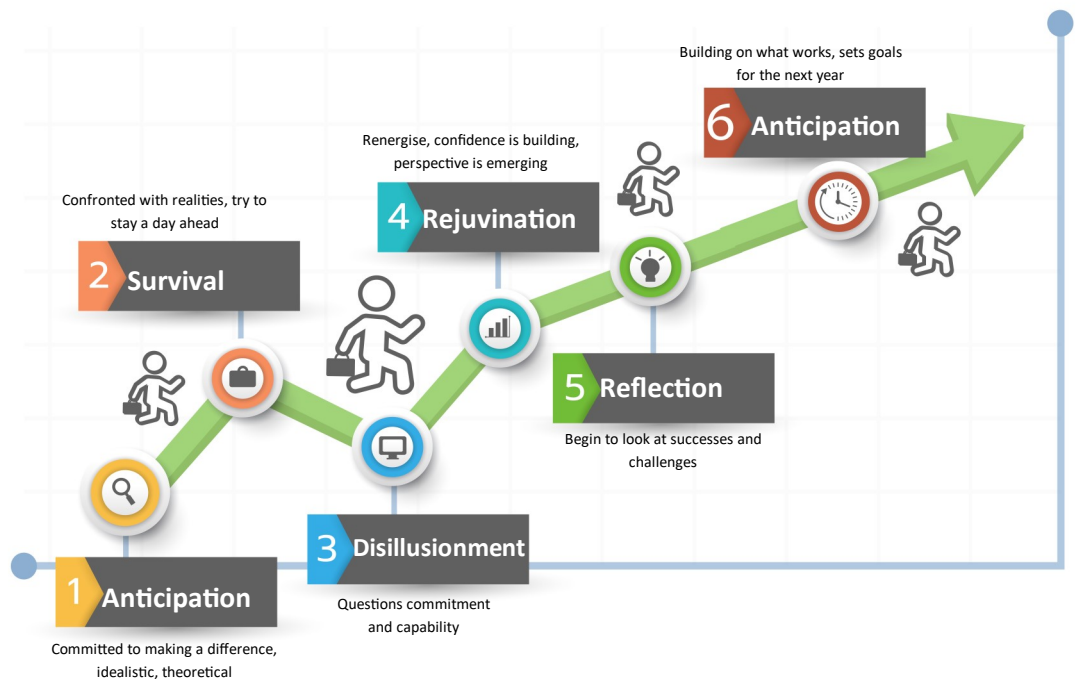 1
Anticipation
Committed to making a difference,
idealistic, theoretical
Confronted with realities, try to
stay a day ahead
2
Survival
3
Disillusionment
Questions commitment
and capability
Renergise, confidence is building,
perspective is emerging
4
Rejuvination
5
Reflection
Begin to look at successes and
challenges
Building on what works, sets goals
for the next year
6
Anticipation